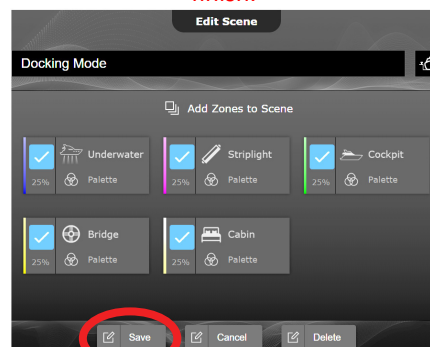 Edit Scene
Docking Mode
Add Zones to Scene
Underwater Striplight Cockpit
25% Palette 25% Palette 25% Palette
Bridge Cabin
25% Palette 25% Palette
Save Cancel Delete